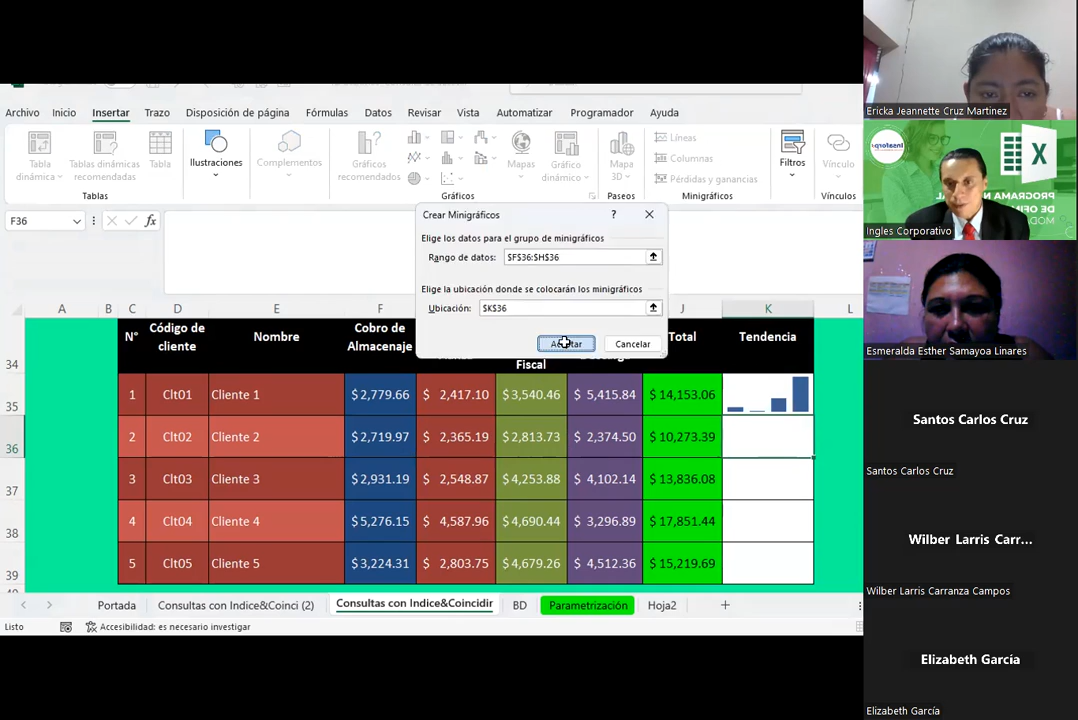 Archivo Inicio Insertar Trazo Disposición de página Fórmulas Datos Revisar Vista Automatizar Programador Ayuda
Tabla dinámica
Tablas dinámicas recomendadas
Tabla
Ilustraciones
Complementos
Gráficos recomendados
Mapas
Gráfico dinámico
Mapa 3D
Líneas
Columnas
Pérdidas y ganancias
Filtros
Vínculo
Tablas Gráficos Paseos Minigráficos Vínculos
F36
fx
Crear Minigráficos ?
Elige los datos para el grupo de minigráficos
Rango de datos: $F$36:$H$36
Elige la ubicación donde se colocarán los minigráficos
Ubicación: $K$36
Cancelar
A B C D E F J K L
34 N° Código de cliente Nombre Cobro de Almacenaje Fiscal Total Tendencia
35 1 Clt01 Cliente 1 $2,779.66 $ 2,417.10 $3,540.46 $ 5,415.84 $ 14,153.06
36 2 Clt02 Cliente 2 $2,719.97 $ 2,365.19 $2,813.73 $ 2,374.50 $ 10,273.39
37 3 Clt03 Cliente 3 $2,931.19 $ 2,548.87 $4,253.88 $ 4,102.14 $ 13,836.08
38 4 Clt04 Cliente 4 $5,276.15 $ 4,587.96 $4,690.44 $ 3,296.89 $ 17,851.44
39 5 Clt05 Cliente 5 $3,224.31 $ 2,803.75 $4,679.26 $ 4,512.36 $ 15,219.69
Portada Consultas con Indice&Coinci (2) Consultas con Indice&Coincidir BD Parametrización Hoja2
Listo Accesibilidad: es necesario investigar
Ericka Jeannette Cruz Martinez
Ingles Corporativo
Esmeralda Esther Samayoa Linares
Santos Carlos Cruz
Santos Carlos Cruz
Wilber Larris Carr...
Wilber Larris Carranza Campos
Elizabeth García
Elizabeth García